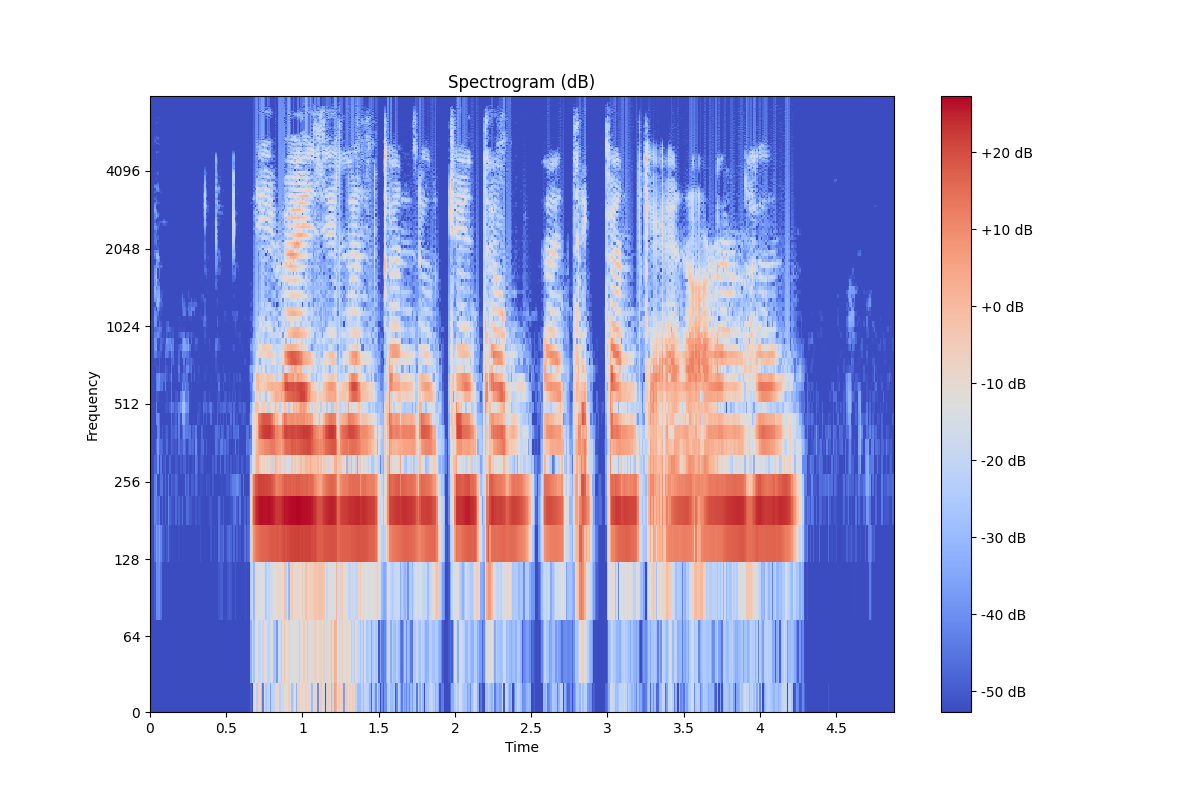 Spectrogram (dB)
4096
2048
1024
512
256
128
64
0
Frequency
0 0.5 1 1.5 2 2.5 3 3.5 4 4.5
Time
+20 dB
+10 dB
+0 dB
-10 dB
-20 dB
-30 dB
-40 dB
-50 dB